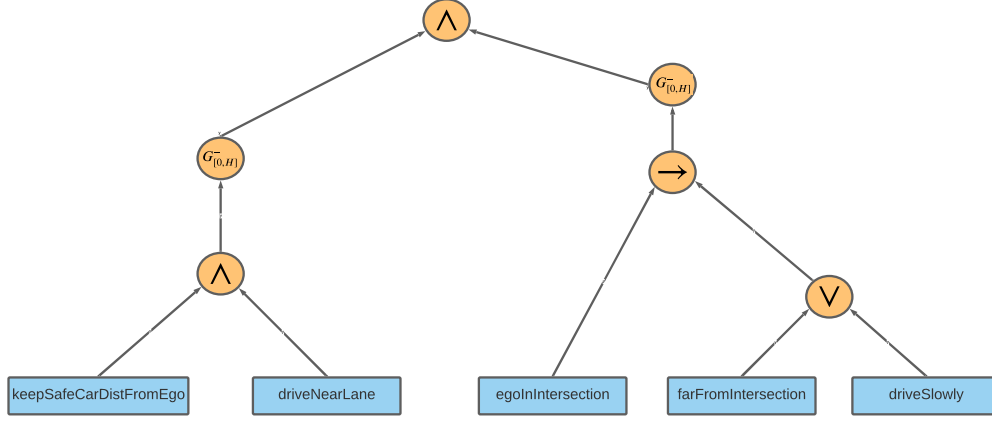 ∧
G⁻[0,H]
G⁻[0,H]
→
∧
∨
keepSafeCarDistFromEgo
driveNearLane
egoInIntersection
farFromIntersection
driveSlowly